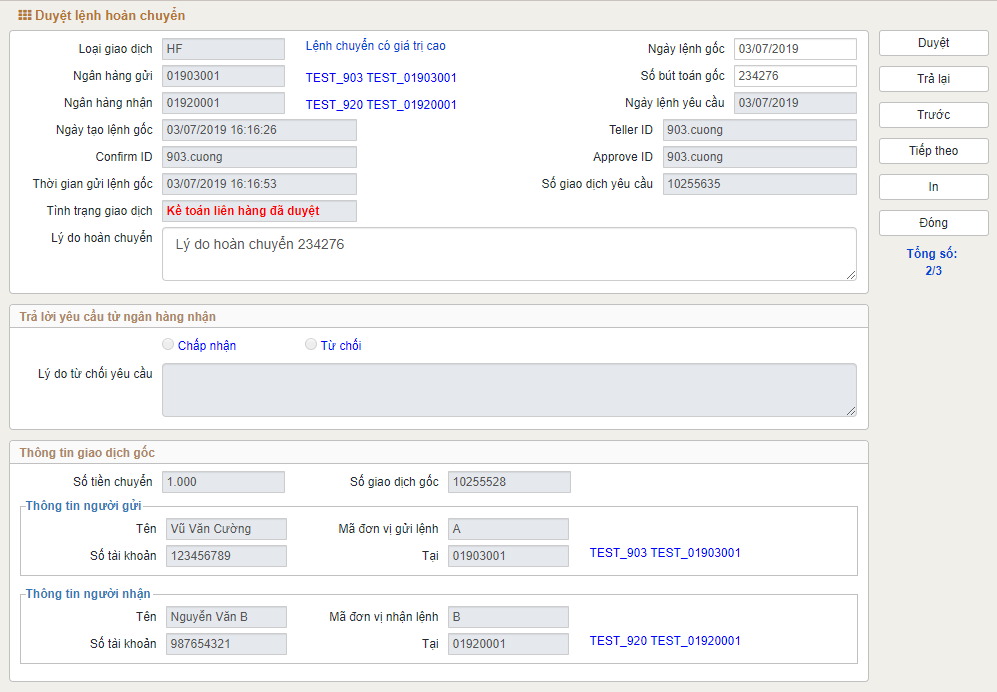 Duyệt lệnh hoàn chuyển
Loại giao dịch HF Lệnh chuyển có giá trị cao Ngày lệnh gốc 03/07/2019
Ngân hàng gửi 01903001 TEST_903 TEST_01903001 Số bút toán gốc 234276
Ngân hàng nhận 01920001 TEST_920 TEST_01920001 Ngày lệnh yêu cầu 03/07/2019
Ngày tạo lệnh gốc 03/07/2019 16:16:26 Teller ID 903.cuong
Confirm ID 903.cuong Approve ID 903.cuong
Thời gian gửi lệnh gốc 03/07/2019 16:16:53 Số giao dịch yêu cầu 10255635
Tình trạng giao dịch Kế toán liên hàng đã duyệt
Lý do hoàn chuyển Lý do hoàn chuyển 234276
Duyệt
Trả lại
Trước
Tiếp theo
In
Đóng
Tổng số:
2/3
Trả lời yêu cầu từ ngân hàng nhận
Chấp nhận Từ chối
Lý do từ chối yêu cầu
Thông tin giao dịch gốc
Số tiền chuyển 1.000 Số giao dịch gốc 10255528
Thông tin người gửi
Tên Vũ Văn Cường Mã đơn vị gửi lệnh A
Số tài khoản 123456789 Tại 01903001 TEST_903 TEST_01903001
Thông tin người nhận
Tên Nguyễn Văn B Mã đơn vị nhận lệnh B
Số tài khoản 987654321 Tại 01920001 TEST_920 TEST_01920001